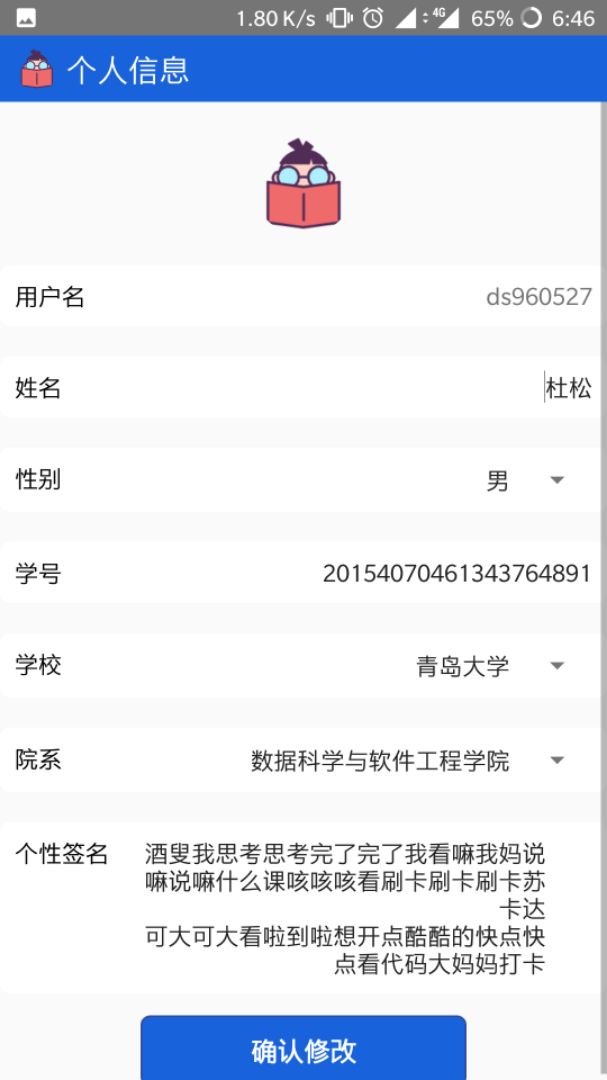 1.80 K/s 4G 65% 6:46
个人信息
用户名 ds960527
姓名 杜松
性别 男
学号 20154070461343764891
学校 青岛大学
院系 数据科学与软件工程学院
个性签名 酒叟我思考思考完了完了我看嘛我妈说
嘛说嘛什么课咳咳咳看刷卡刷卡刷卡苏
卡达
可大可大看啦到啦想开点酷酷的快点快
点看代码大妈妈打卡
确认修改